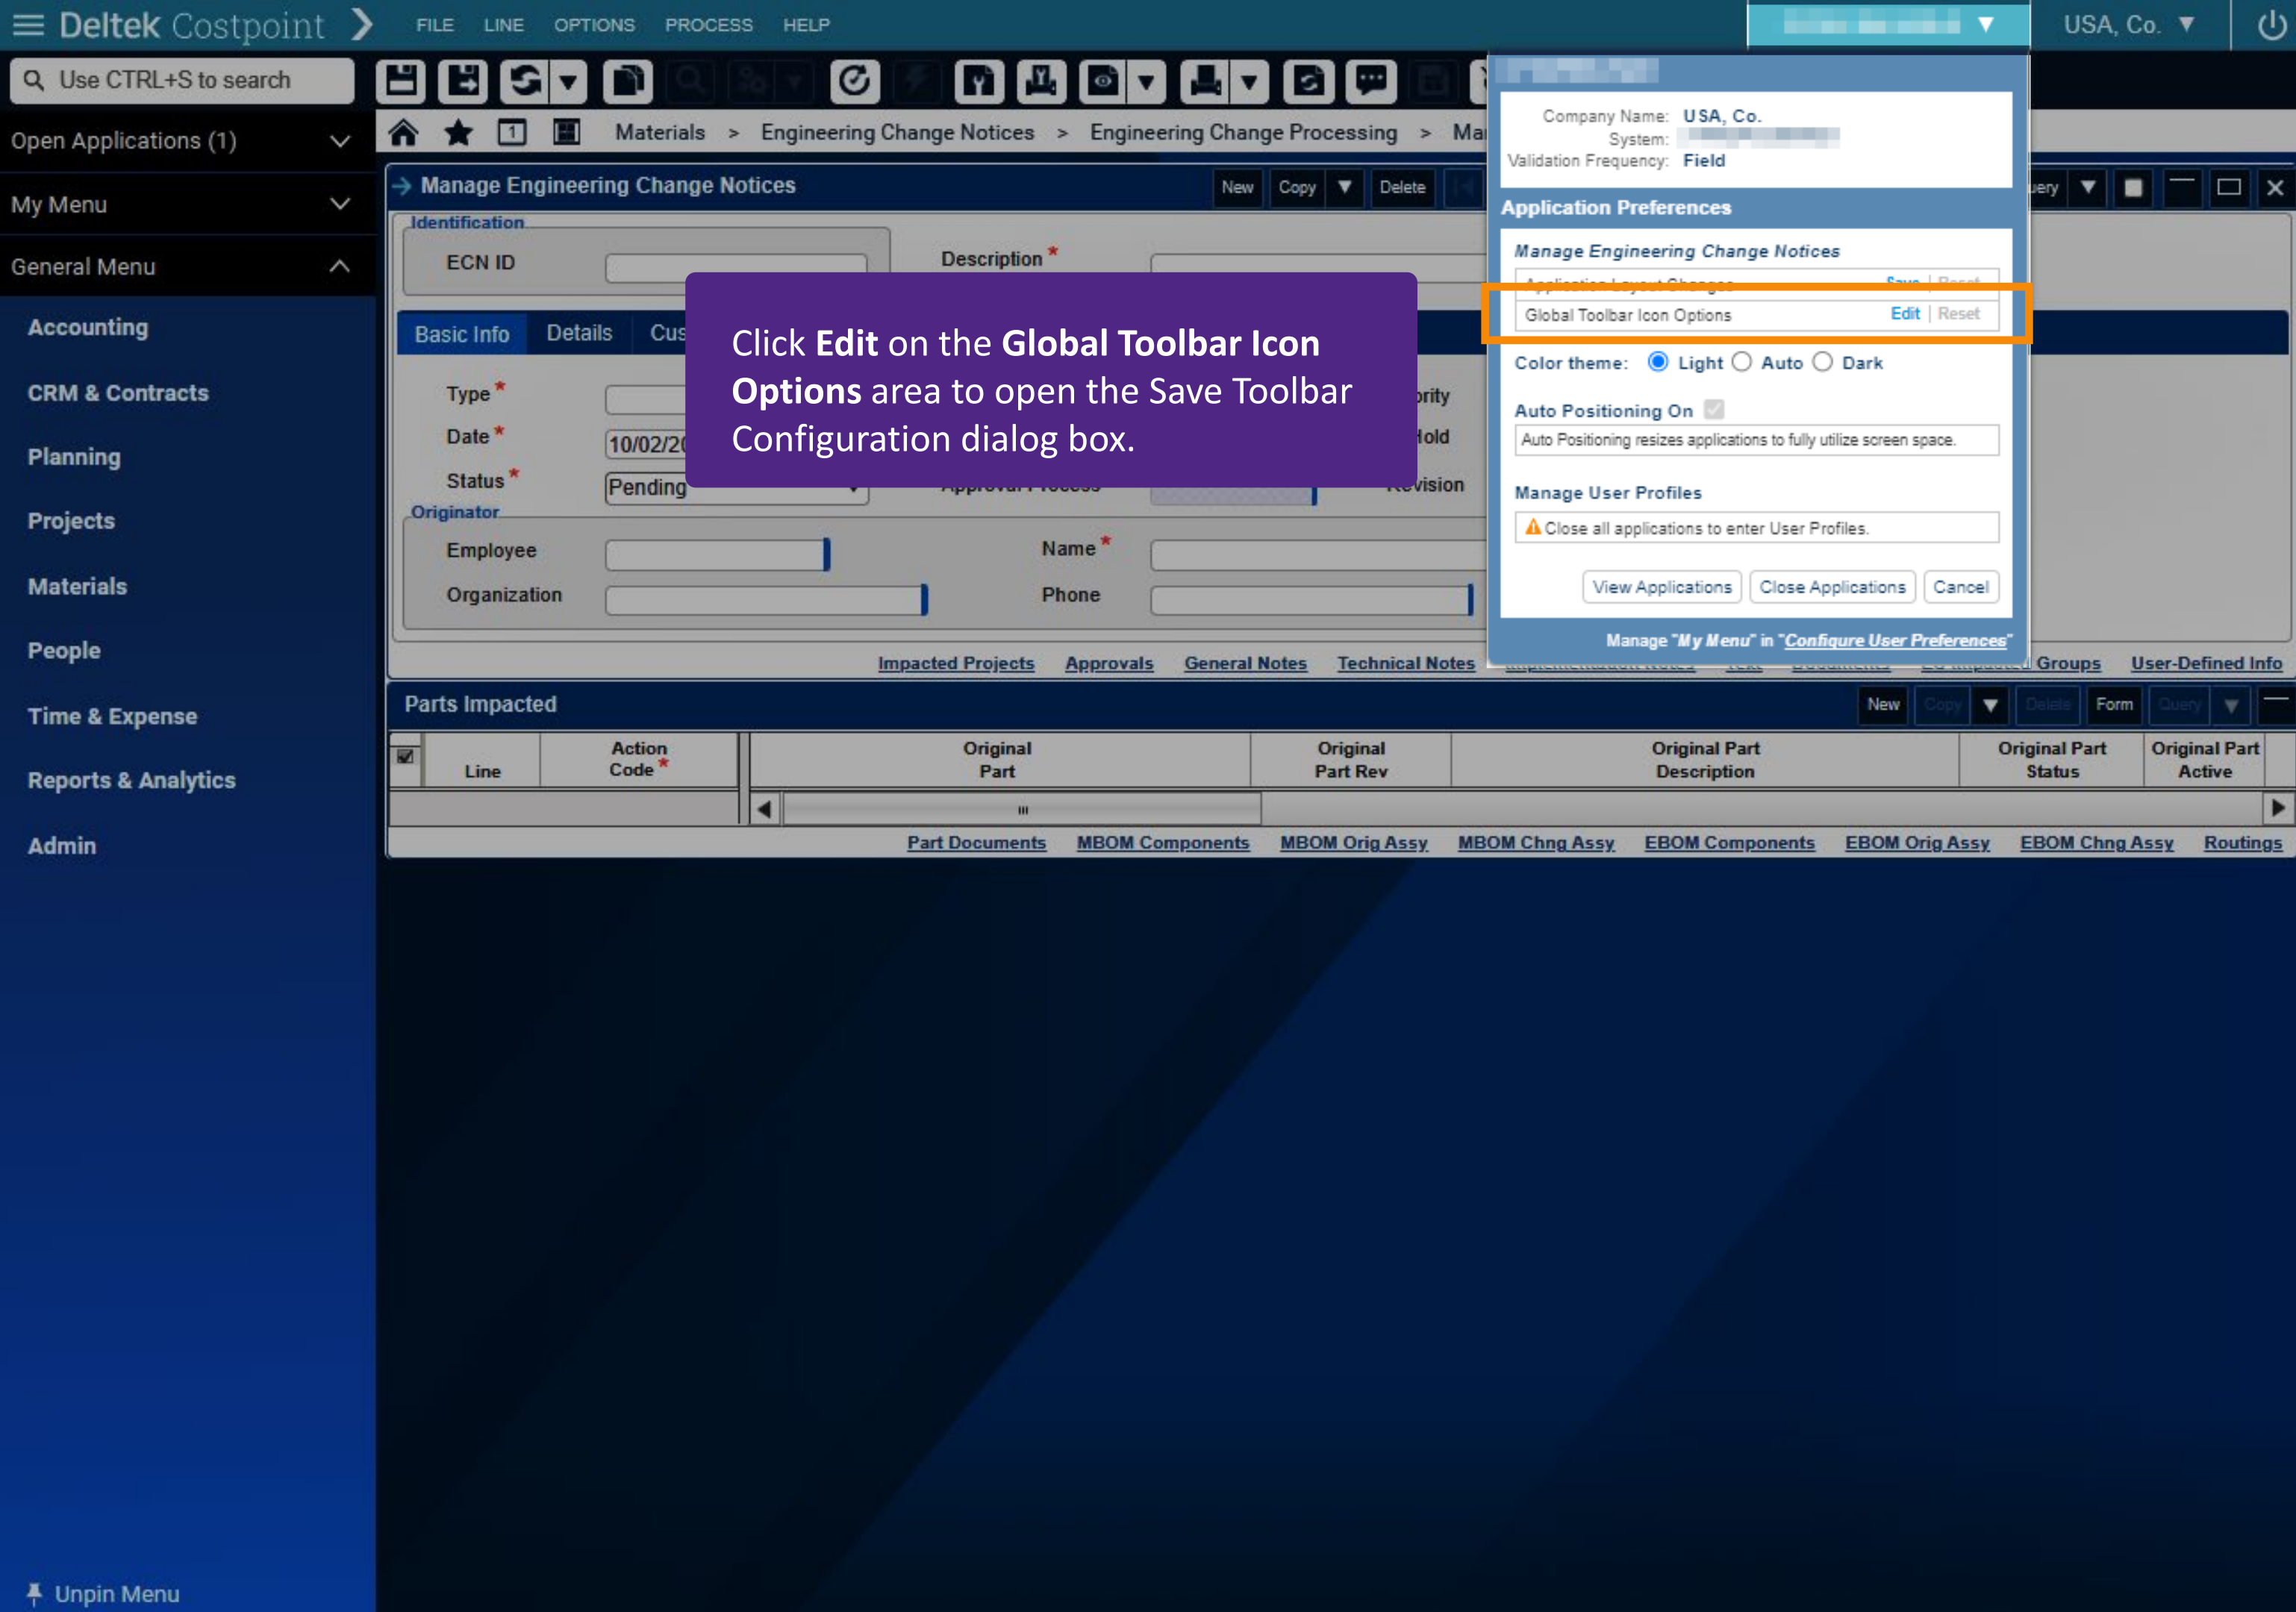 Deltek Costpoint
FILE LINE OPTIONS PROCESS HELP
USA, Co.
Use CTRL+S to search
Open Applications (1)
My Menu
General Menu
Accounting
CRM & Contracts
Planning
Projects
Materials
People
Time & Expense
Reports & Analytics
Admin
Unpin Menu
1
Materials > Engineering Change Notices > Engineering Change Processing >
Manage Engineering Change Notices
New Copy Delete
Identification
ECN ID
Description *
Basic Info Details
Type *
Date *
Status * Pending
Originator
Employee
Name *
Organization
Phone
Click Edit on the Global Toolbar Icon
Options area to open the Save Toolbar
Configuration dialog box.
Company Name: USA, Co.
System:
Validation Frequency: Field
Application Preferences
Manage Engineering Change Notices
Application Layout Changes Save | Reset
Global Toolbar Icon Options Edit | Reset
Color theme: Light Auto Dark
Auto Positioning On
Auto Positioning resizes applications to fully utilize screen space.
Manage User Profiles
Close all applications to enter User Profiles.
View Applications Close Applications Cancel
Manage "My Menu" in "Configure User Preferences"
Impacted Projects Approvals General Notes Technical Notes Groups User-Defined Info
Parts Impacted
New Copy Delete Form Query
Line
Action
Code *
Original
Part
Original
Part Rev
Original Part
Description
Original Part
Status
Original Part
Active
Part Documents MBOM Components MBOM Orig Assy MBOM Chng Assy EBOM Components EBOM Orig Assy EBOM Chng Assy Routings